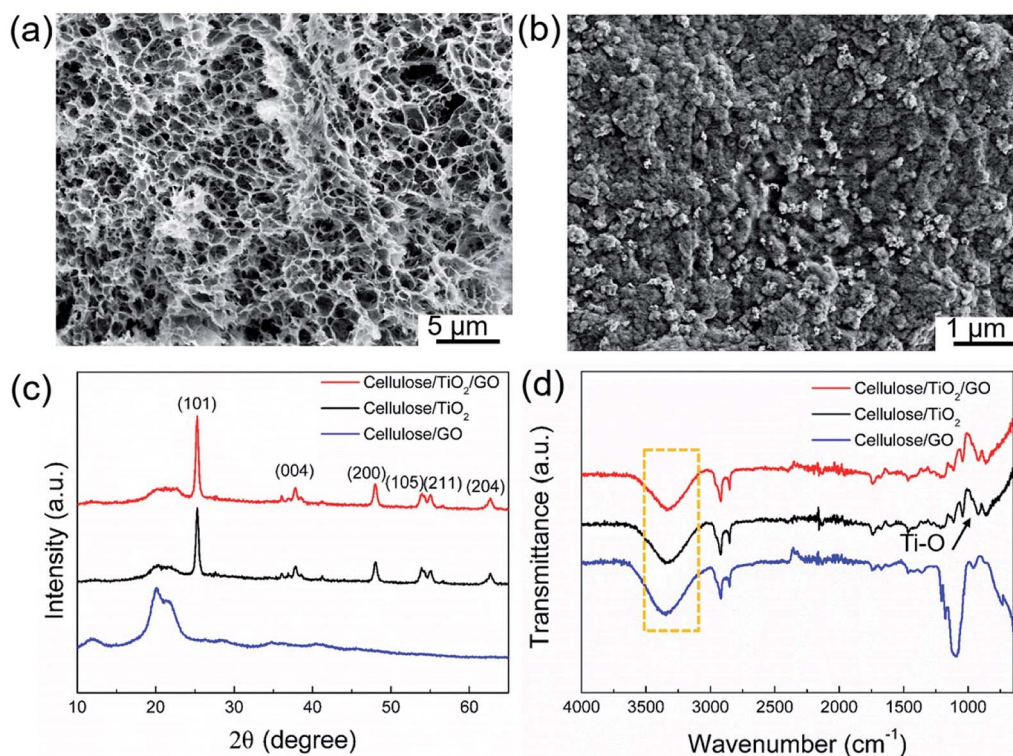 (a)
5 µm
(b)
1 µm
(c)
Cellulose/TiO₂/GO
Cellulose/TiO₂
Cellulose/GO
(101)
(004)
(200)
(105)
(211)
(204)
Intensity (a.u.)
10 20 30 40 50 60
2θ (degree)
(d)
Cellulose/TiO₂/GO
Cellulose/TiO₂
Cellulose/GO
Ti-O
Transmittance (a.u.)
4000 3500 3000 2500 2000 1500 1000
Wavenumber (cm⁻¹)